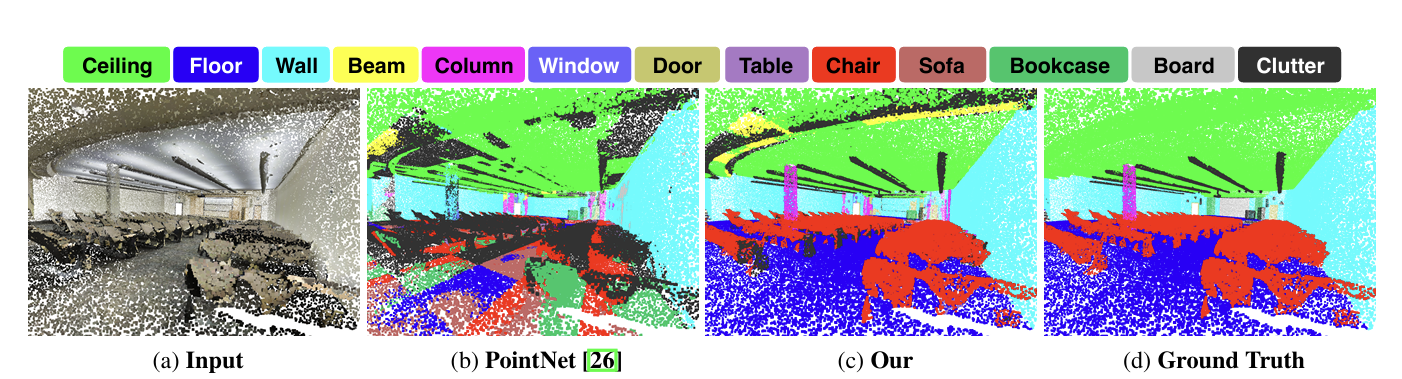 Ceiling Floor Wall Beam Column Window Door Table Chair Sofa Bookcase Board Clutter
(a) Input (b) PointNet [26] (c) Our (d) Ground Truth